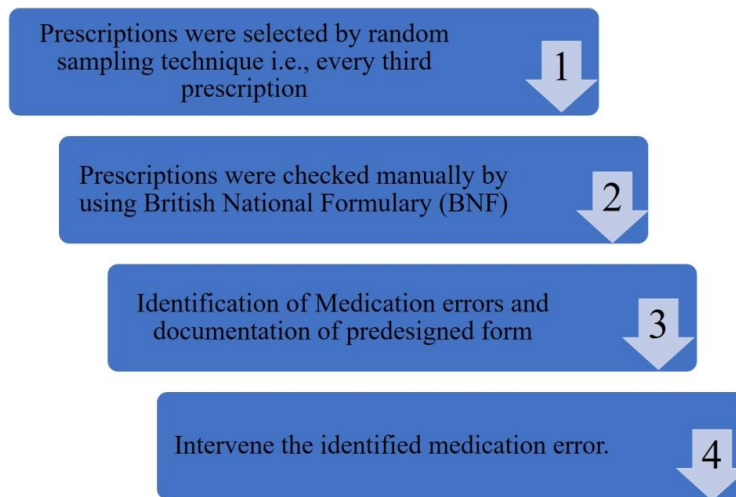 Prescriptions were selected by random
sampling technique i.e., every third
prescription
1
Prescriptions were checked manually by
using British National Formulary (BNF)
2
Identification of Medication errors and
documentation of predesigned form
3
Intervene the identified medication error.
4